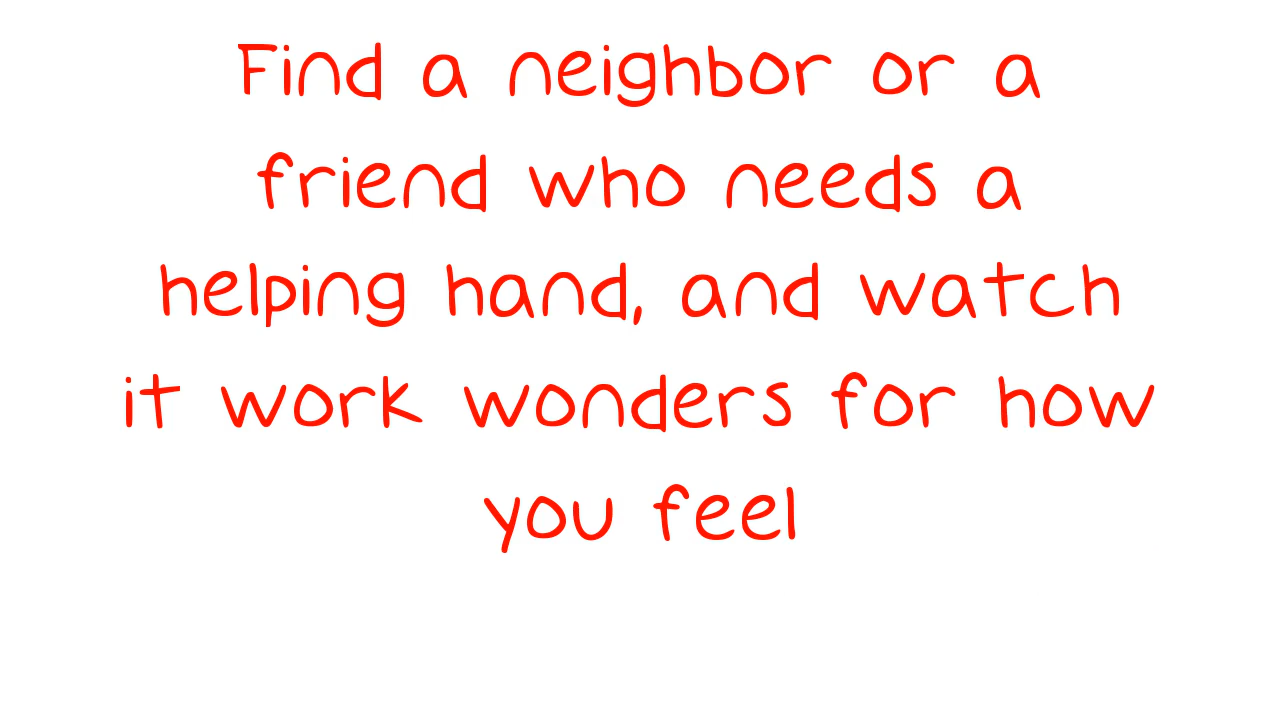 Find a neighbor or a
friend who needs a
helping hand, and watch
it work wonders for how
you feel